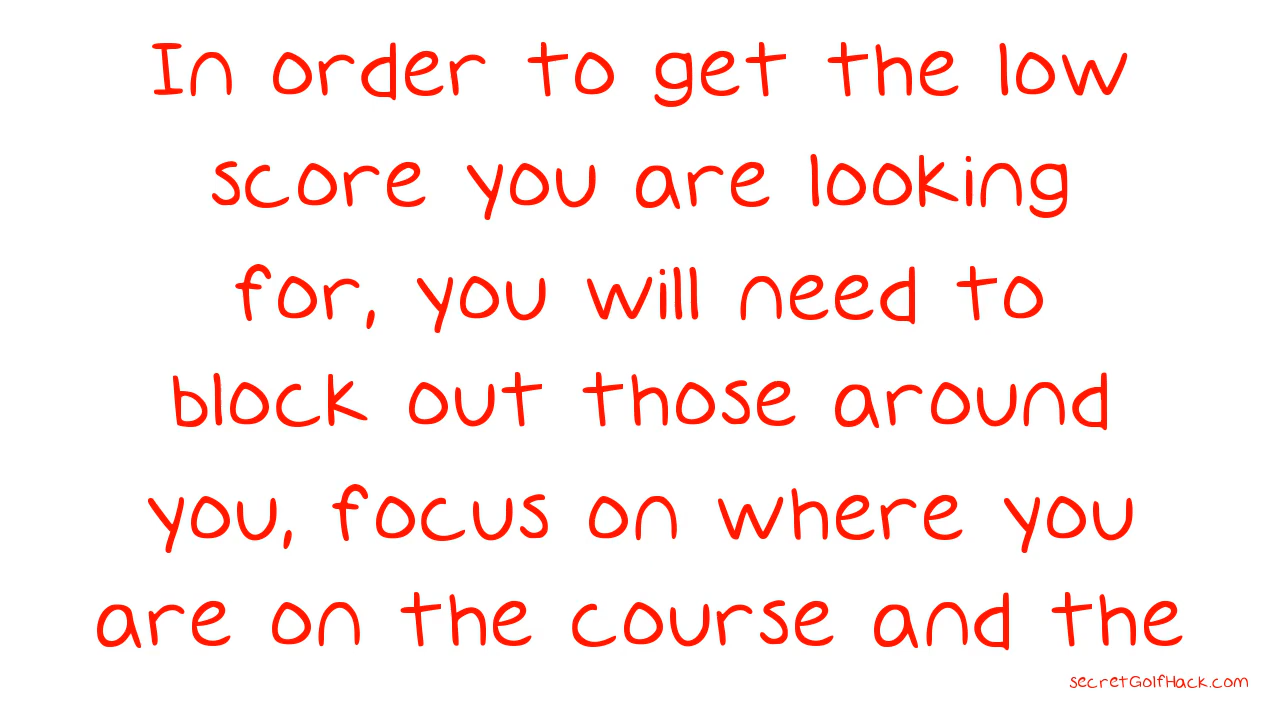 In order to get the low
score you are looking
for, you will need to
block out those around
you, focus on where you
are on the course and the
secretGolfHack.com